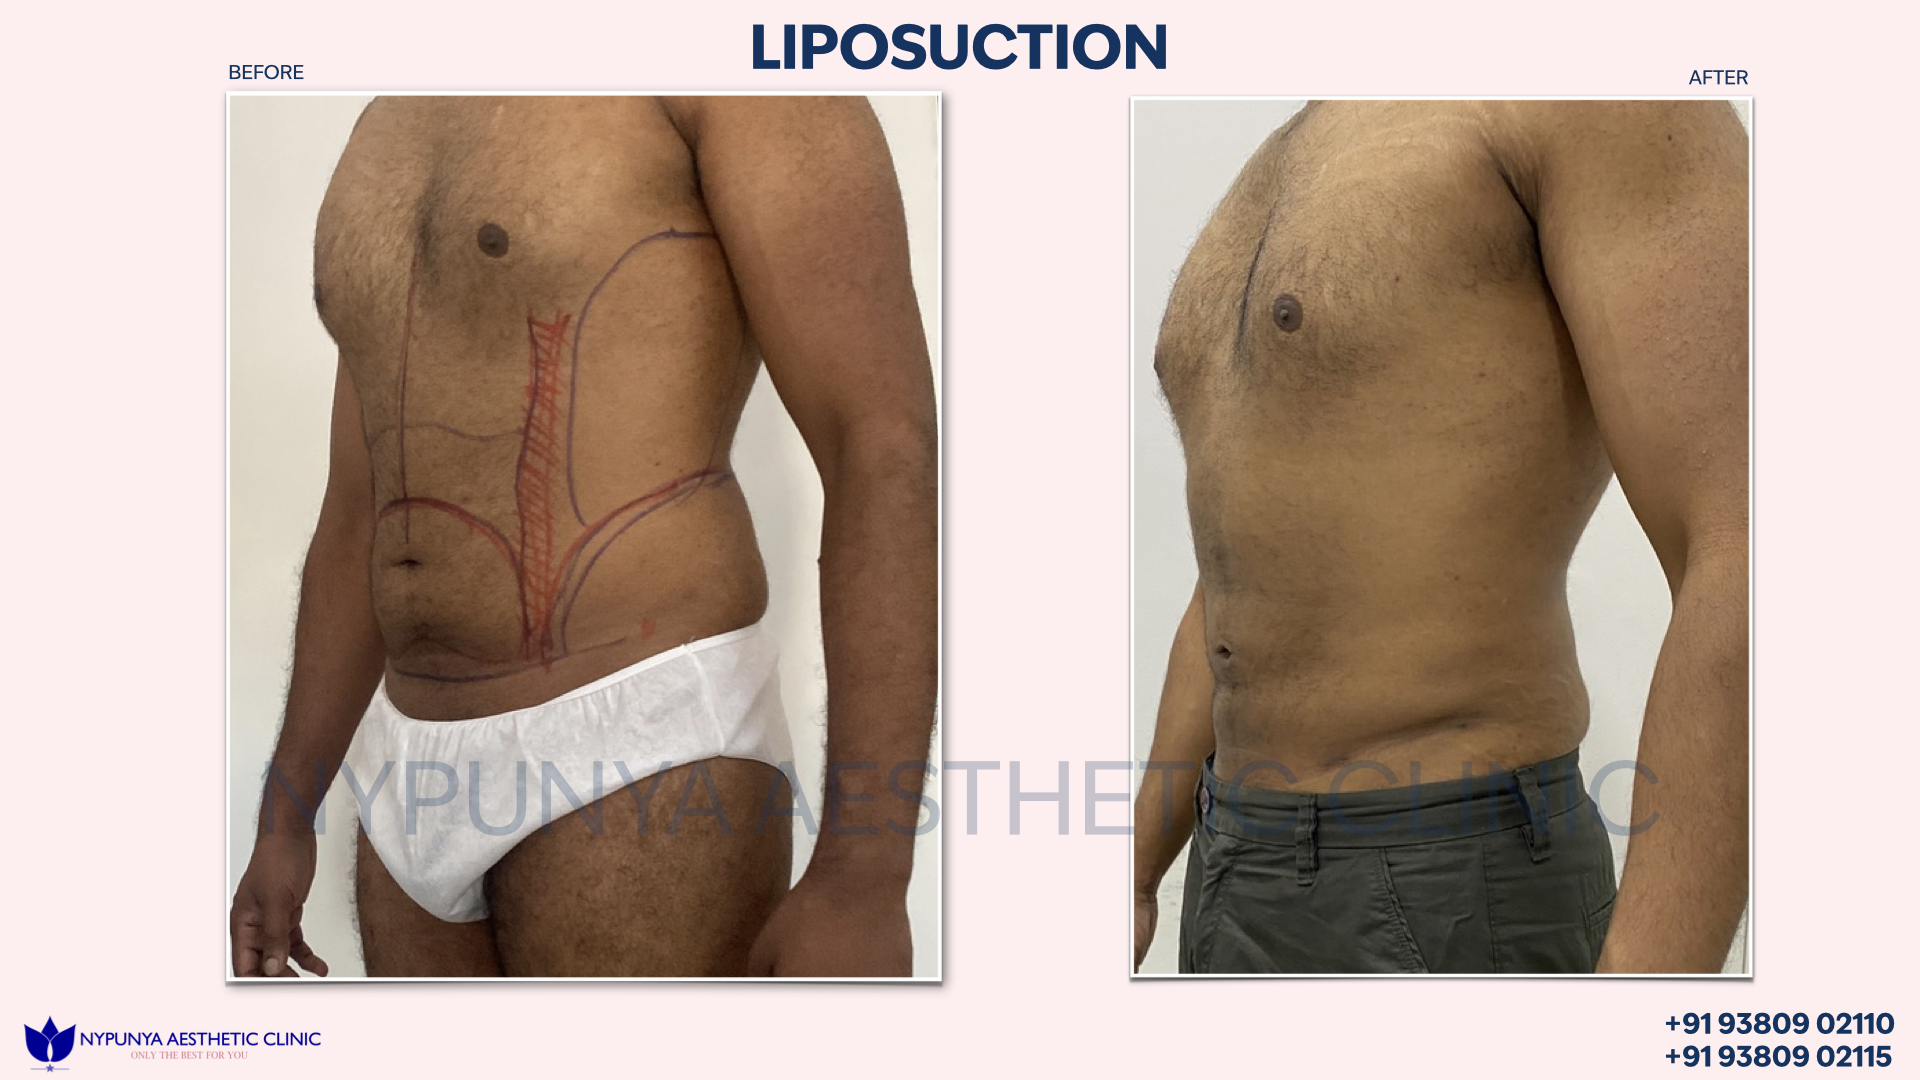 LIPOSUCTION
BEFORE
AFTER
NYPUNYA AESTHETIC CLINIC
NYPUNYA AESTHETIC CLINIC
ONLY THE BEST FOR YOU
+91 93809 02110
+91 93809 02115